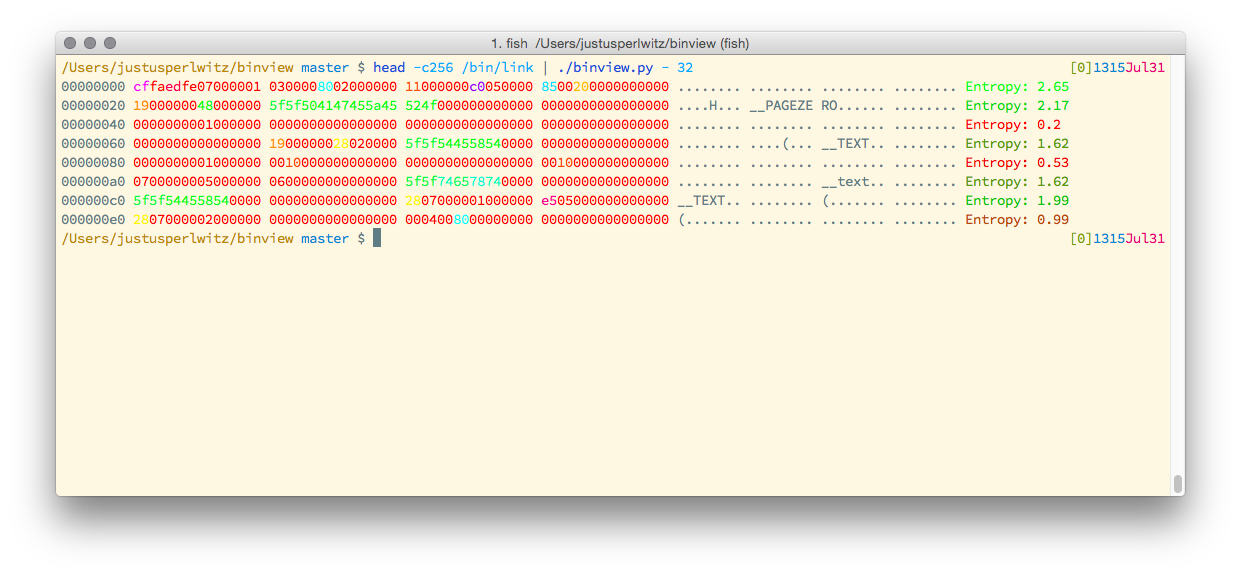 1. fish  /Users/justusperlwitz/binview (fish)
/Users/justusperlwitz/binview master $ head -c256 /bin/link | ./binview.py - 32 [0]1315Jul31
00000000 cffaedfe07000001 0300008002000000 11000000c0050000 8500200000000000 ........ ........ ........ ........ Entropy: 2.65
00000020 1900000048000000 5f5f504147455a45 524f000000000000 0000000000000000 ....H... __PAGEZE RO...... ........ Entropy: 2.17
00000040 0000000001000000 0000000000000000 0000000000000000 0000000000000000 ........ ........ ........ ........ Entropy: 0.2
00000060 0000000000000000 1900000028020000 5f5f544558540000 0000000000000000 ........ ....(... __TEXT.. ........ Entropy: 1.62
00000080 0000000001000000 0010000000000000 0000000000000000 0010000000000000 ........ ........ ........ ........ Entropy: 0.53
000000a0 0700000005000000 0600000000000000 5f5f746578740000 0000000000000000 ........ ........ __text.. ........ Entropy: 1.62
000000c0 5f5f544558540000 0000000000000000 2807000001000000 e505000000000000 __TEXT.. ........ (....... ........ Entropy: 1.99
000000e0 2807000002000000 0000000000000000 0004008000000000 0000000000000000 (....... ........ ........ ........ Entropy: 0.99
/Users/justusperlwitz/binview master $ [0]1315Jul31